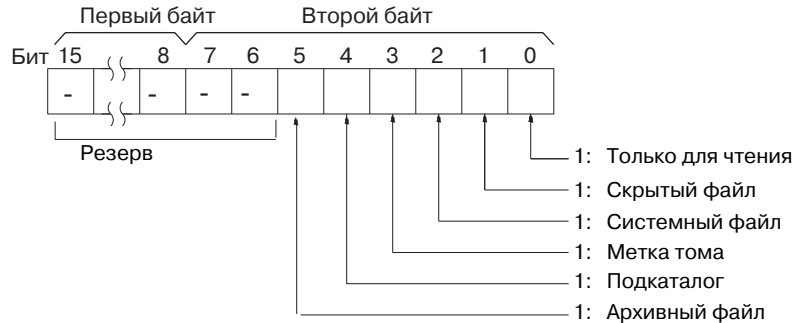 Первый байт Второй байт
Бит 15 8 7 6 5 4 3 2 1 0
- - - -
Резерв
1: Только для чтения
1: Скрытый файл
1: Системный файл
1: Метка тома
1: Подкаталог
1: Архивный файл